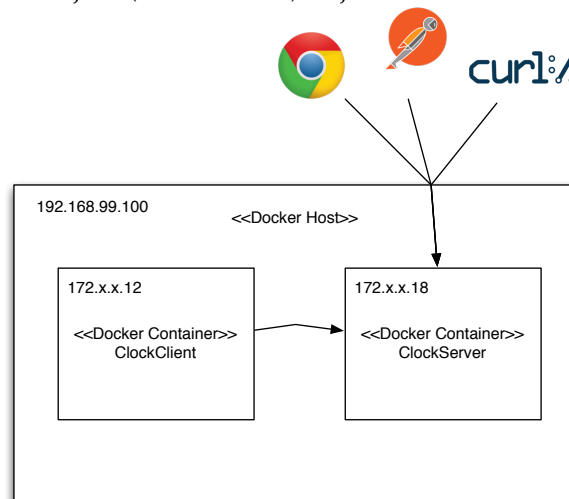 curl:/
192.168.99.100
<<Docker Host>>
172.x.x.12
<<Docker Container>>
ClockClient
172.x.x.18
<<Docker Container>>
ClockServer